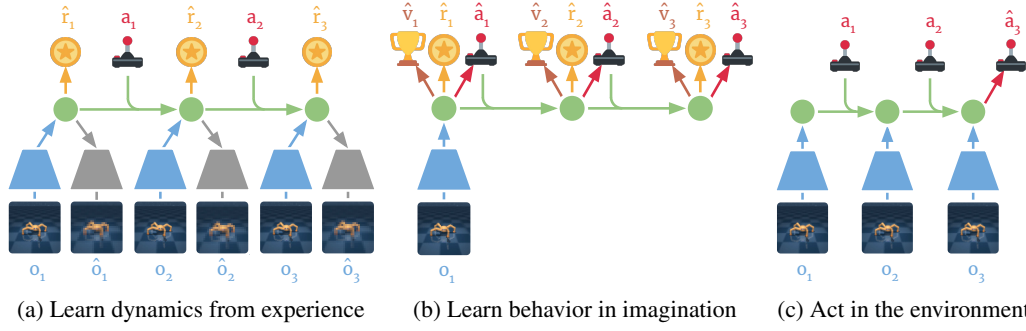 r̂₁ a₁ r̂₂ a₂ r̂₃
o₁ ô₁ o₂ ô₂ o₃ ô₃
(a) Learn dynamics from experience
v̂₁ r̂₁ â₁ v̂₂ r̂₂ â₂ v̂₃ r̂₃ â₃
o₁
(b) Learn behavior in imagination
a₁ a₂ â₃
o₁ o₂ o₃
(c) Act in the environment